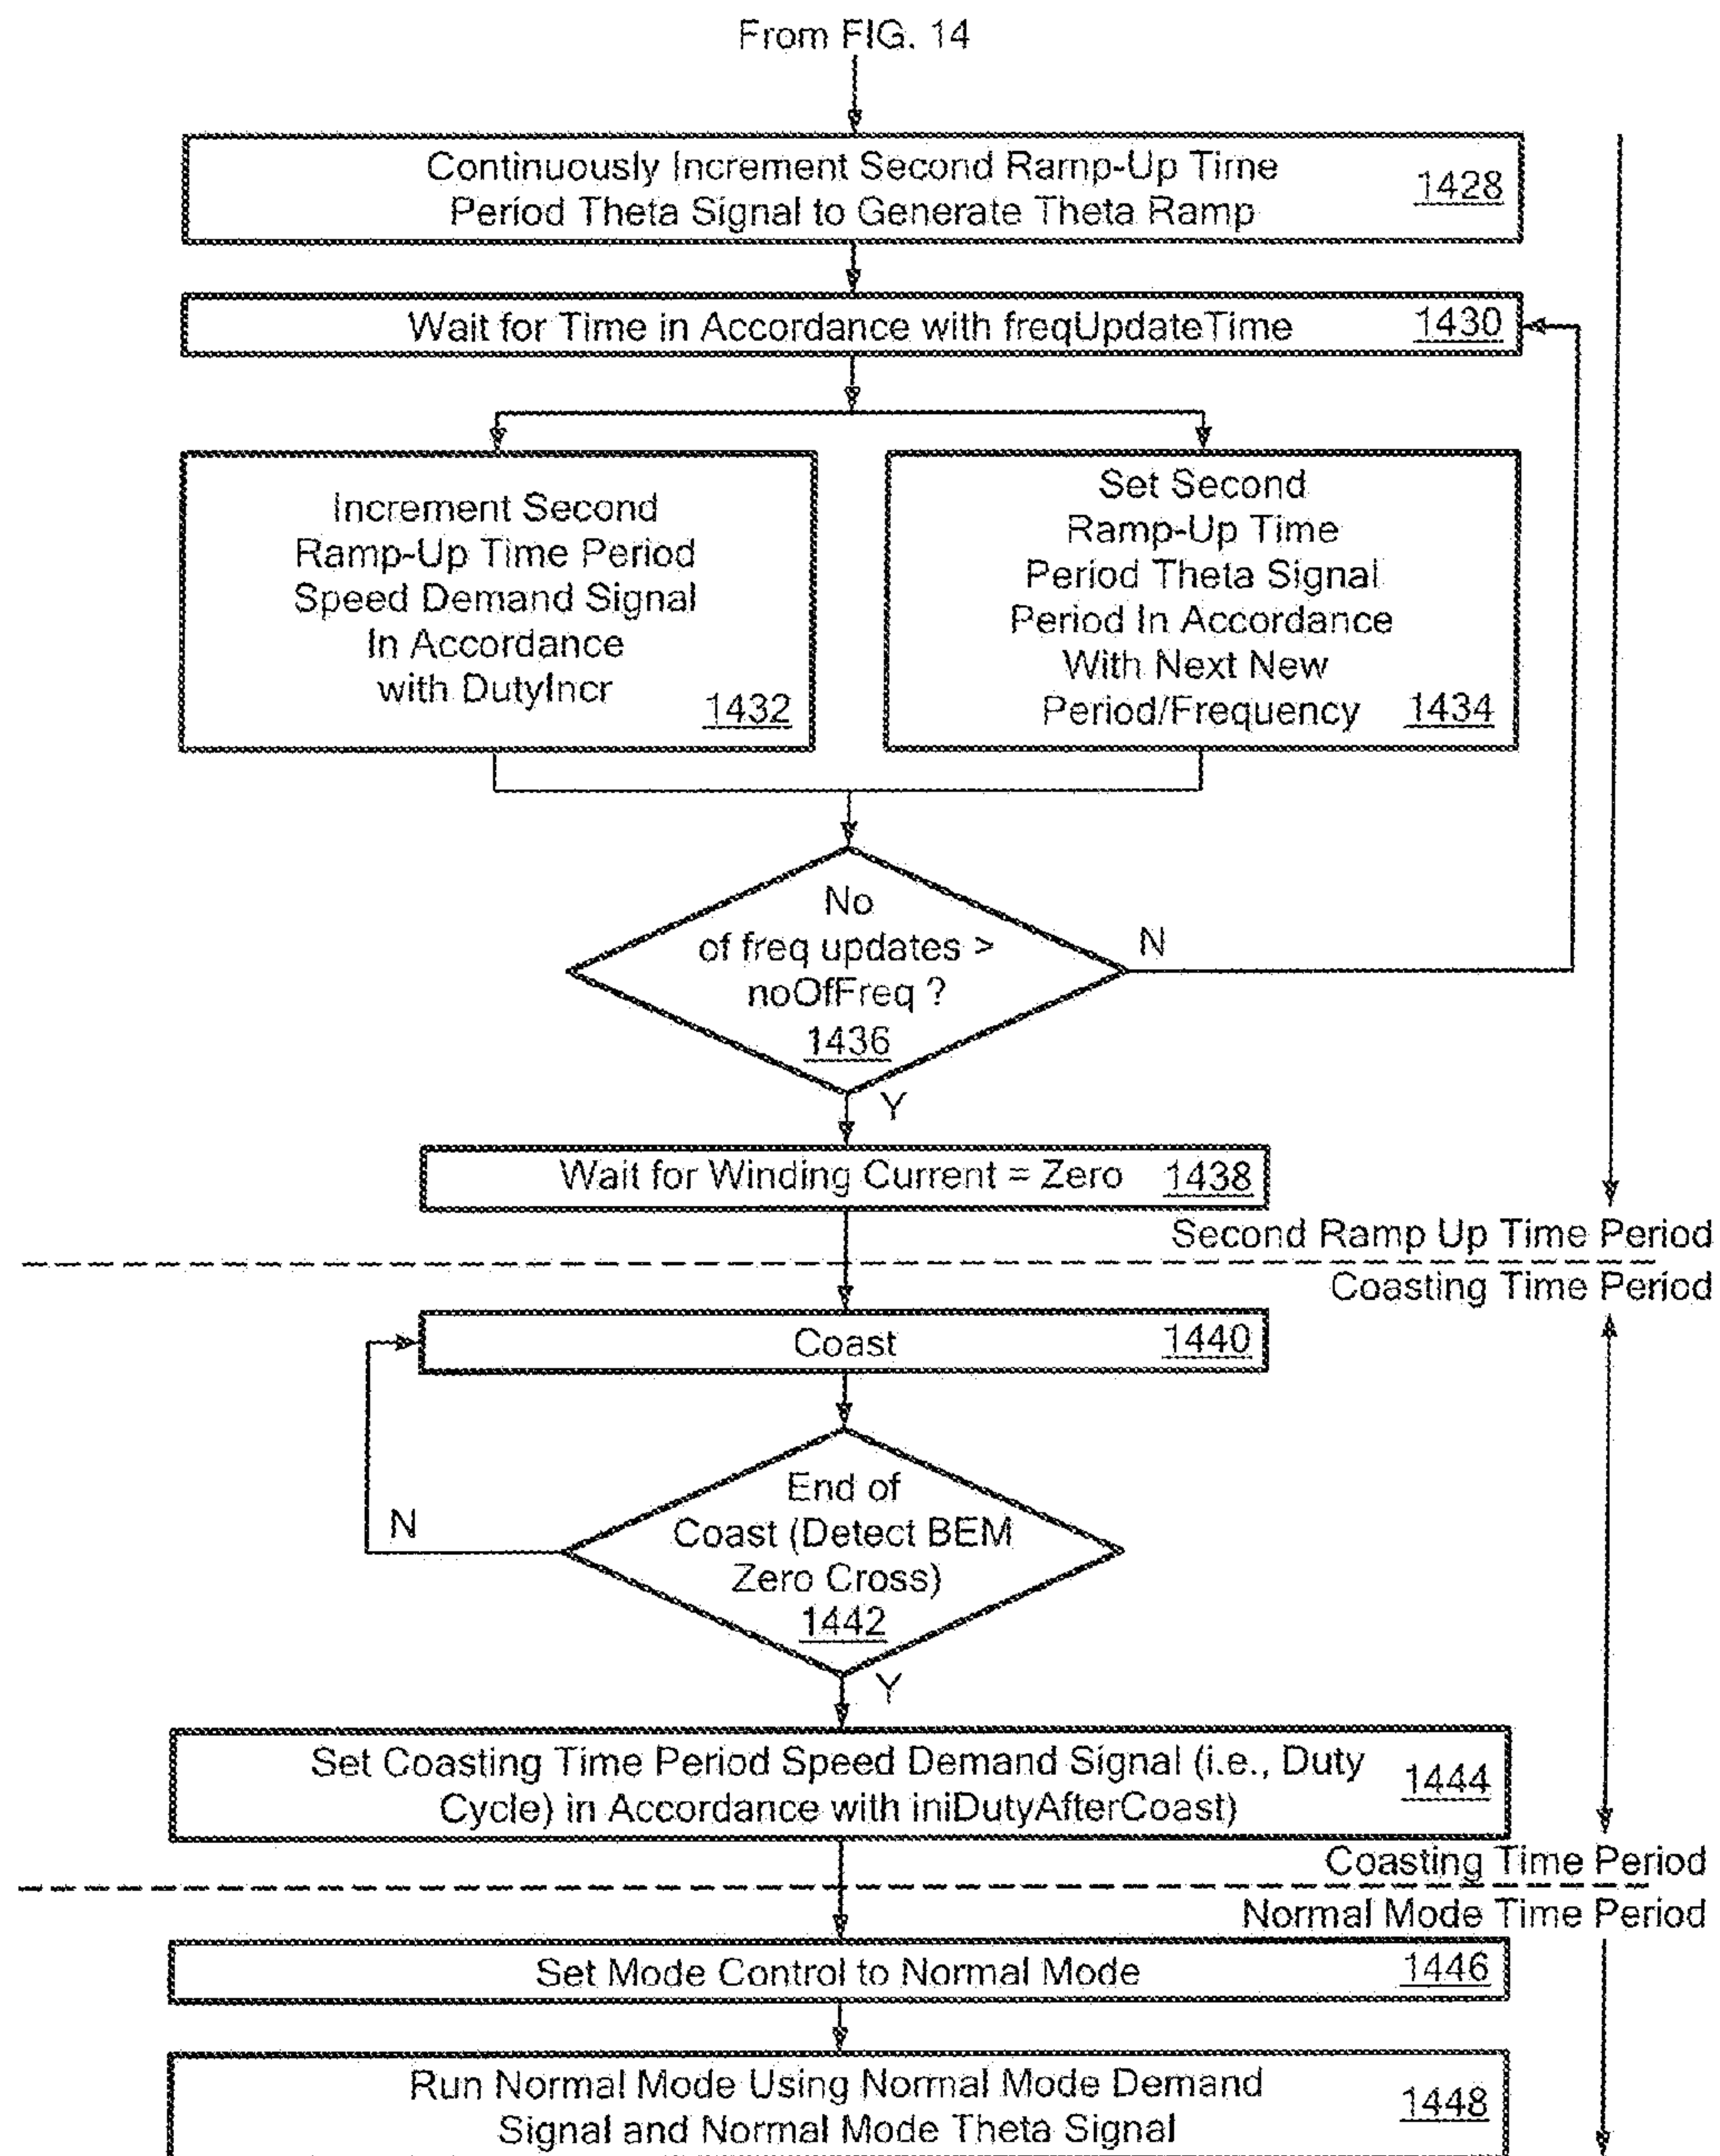 From FIG. 14
Continuously Increment Second Ramp-Up Time
Period Theta Signal to Generate Theta Ramp
1428
Wait for Time in Accordance with freqUpdateTime
1430
Increment Second
Ramp-Up Time Period
Speed Demand Signal
In Accordance
with DutyIncr
1432
Set Second
Ramp-Up Time
Period Theta Signal
Period In Accordance
With Next New
Period/Frequency
1434
No
of freq updates >
noOfFreq ?
1436
N
Y
Wait for Winding Current = Zero
1438
Second Ramp Up Time Period
Coasting Time Period
Coast
1440
End of
Coast (Detect BEM
Zero Cross)
1442
N
Y
Set Coasting Time Period Speed Demand Signal (i.e., Duty
Cycle) in Accordance with iniDutyAfterCoast)
1444
Coasting Time Period
Normal Mode Time Period
Set Mode Control to Normal Mode
1446
Run Normal Mode Using Normal Mode Demand
Signal and Normal Mode Theta Signal
1448